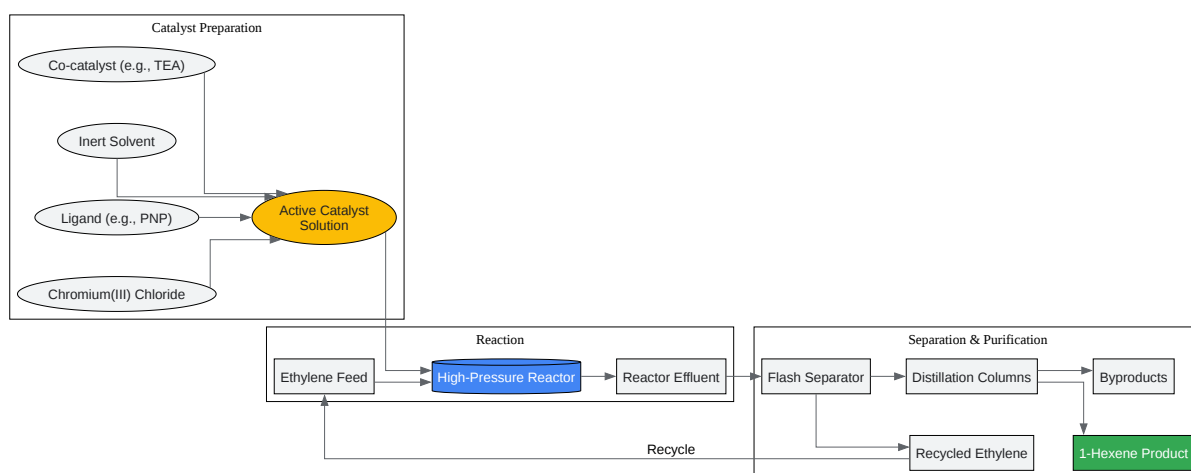 Catalyst Preparation
Co-catalyst (e.g., TEA)
Inert Solvent
Ligand (e.g., PNP)
Active Catalyst
Solution
Chromium(III) Chloride
Reaction
Separation & Purification
Ethylene Feed
High-Pressure Reactor
Reactor Effluent
Flash Separator
Distillation Columns
Byproducts
Recycle
Recycled Ethylene
1-Hexene Product